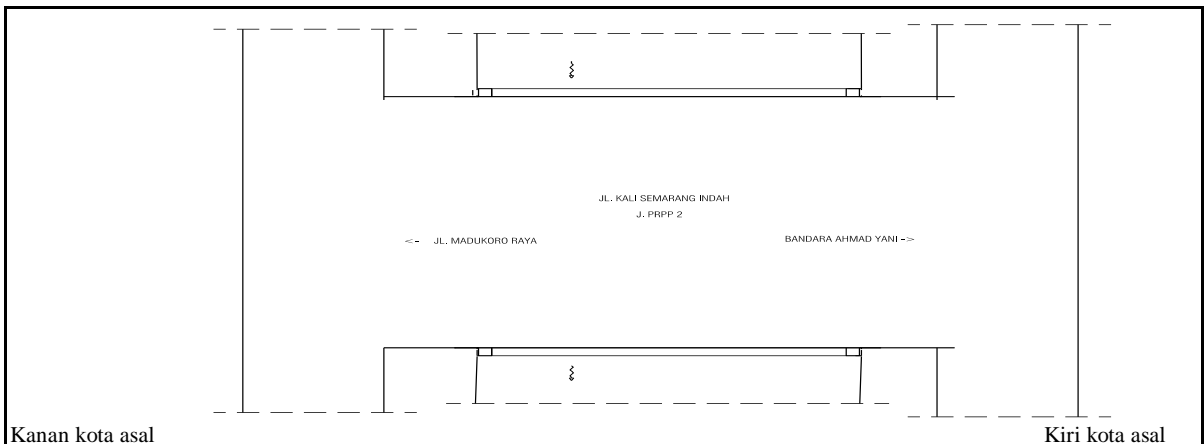 JL. KALI SEMARANG INDAH
J. PRPP 2
<- JL. MADUKORO RAYA
BANDARA AHMAD YANI ->
Kanan kota asal
Kiri kota asal